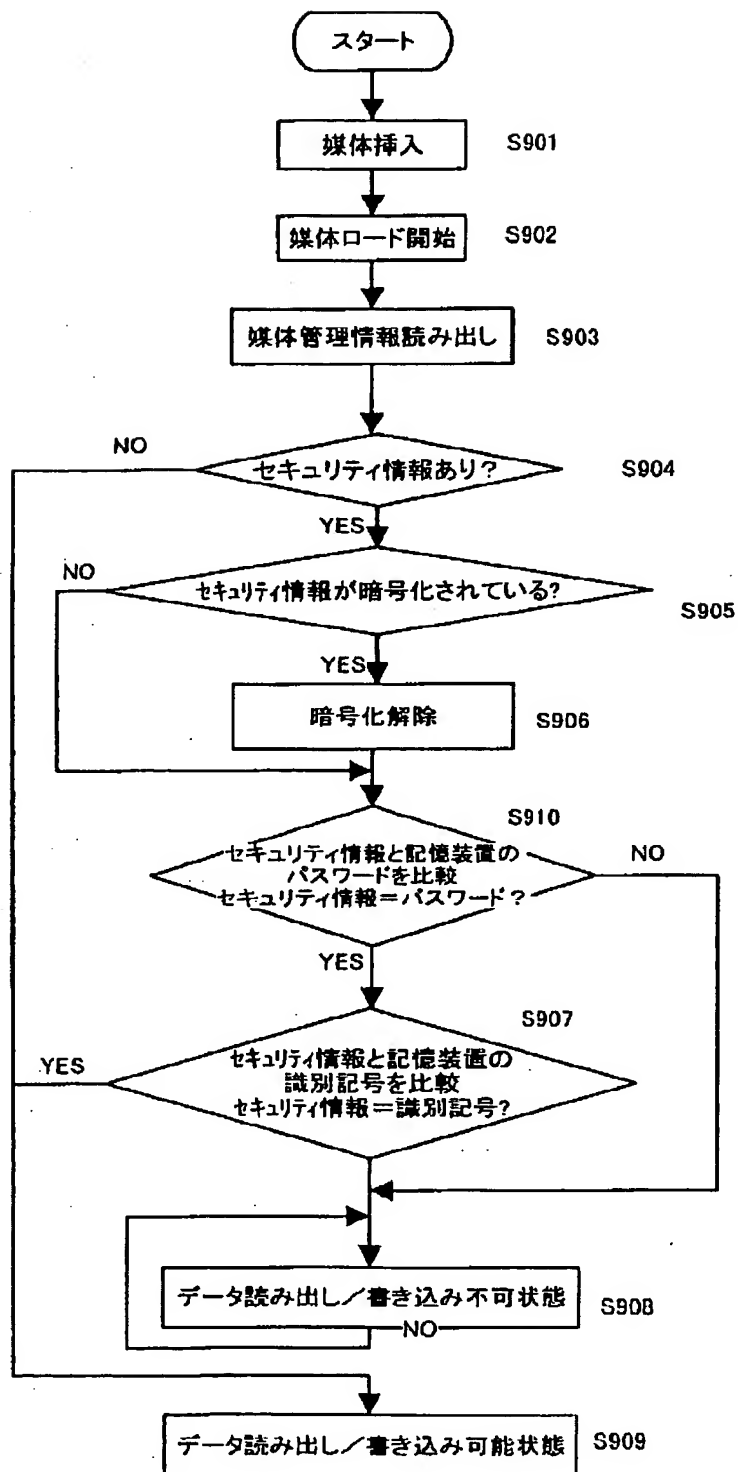 スタート
媒体挿入
S901
媒体ロード開始
S902
媒体管理情報読み出し
S903
NO
セキュリティ情報あり?
S904
YES
NO
セキュリティ情報が暗号化されている?
S905
YES
暗号化解除
S906
S910
セキュリティ情報と記憶装置の
パスワードを比較
セキュリティ情報=パスワード?
NO
YES
S907
YES
セキュリティ情報と記憶装置の
識別記号を比較
セキュリティ情報=識別記号?
データ読み出し/書き込み不可状態
S908
NO
データ読み出し/書き込み可能状態
S909